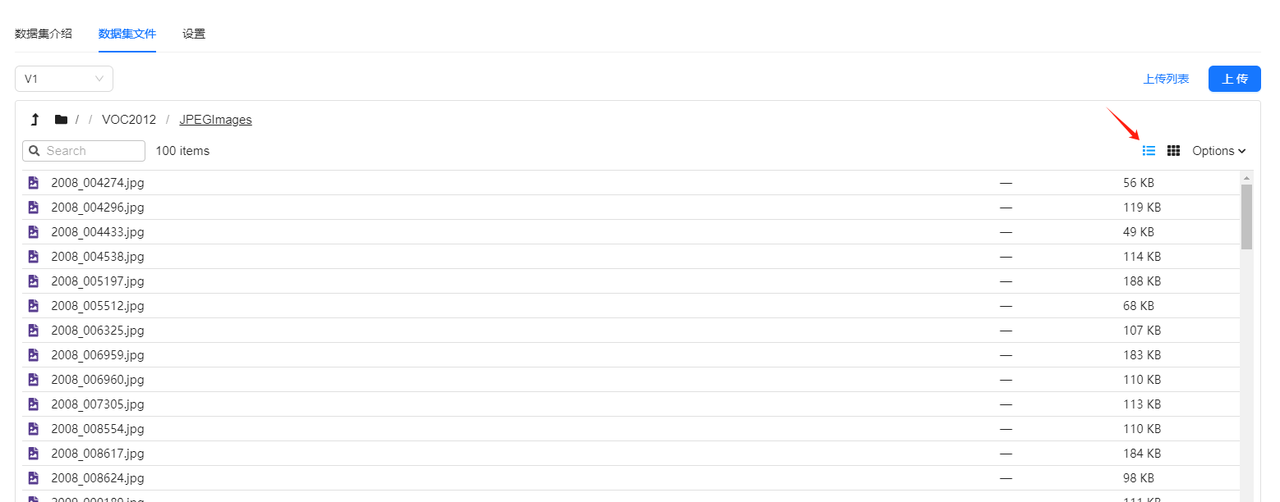 数据集介绍 数据集文件 设置
V1 上传列表 上传
/ / VOC2012 / JPEGImages
Search 100 items Options
2008_004274.jpg — 56 KB
2008_004296.jpg — 119 KB
2008_004433.jpg — 49 KB
2008_004538.jpg — 114 KB
2008_005197.jpg — 188 KB
2008_005512.jpg — 68 KB
2008_006325.jpg — 107 KB
2008_006959.jpg — 183 KB
2008_006960.jpg — 110 KB
2008_007305.jpg — 113 KB
2008_008554.jpg — 110 KB
2008_008617.jpg — 184 KB
2008_008624.jpg — 98 KB